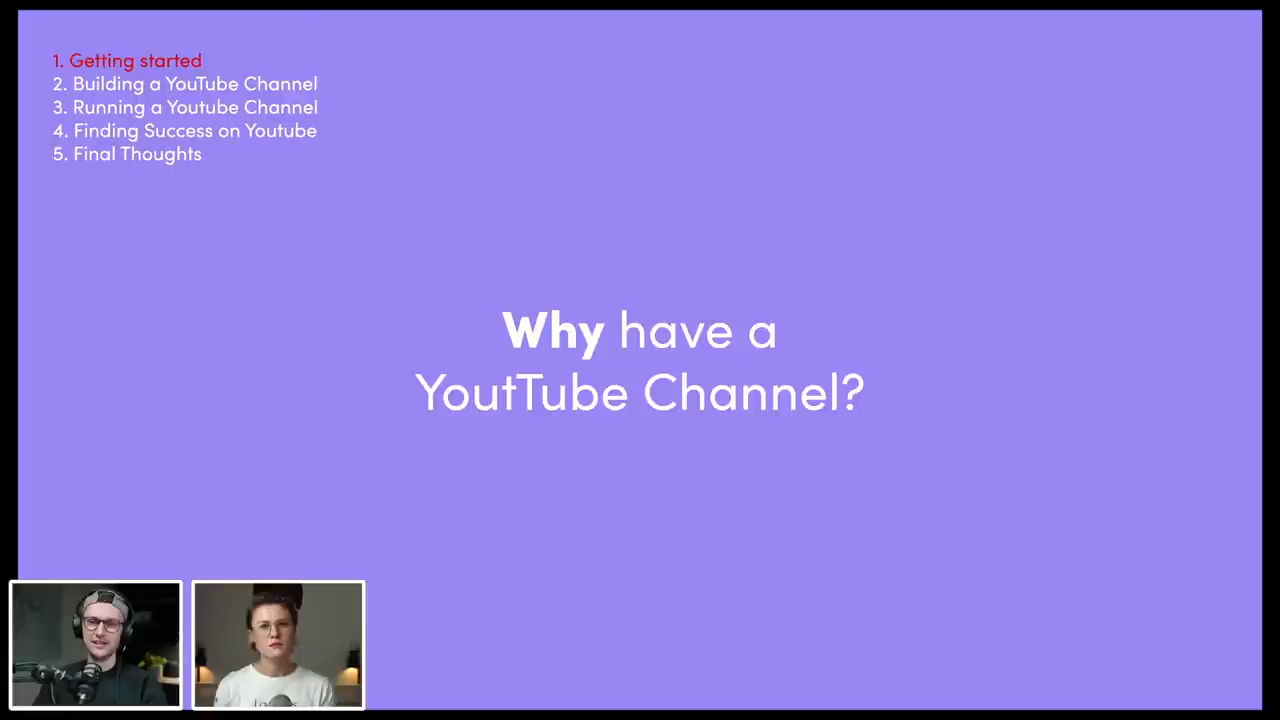 1. Getting started
2. Building a YouTube Channel
3. Running a Youtube Channel
4. Finding Success on Youtube
5. Final Thoughts
Why have a
YoutTube Channel?